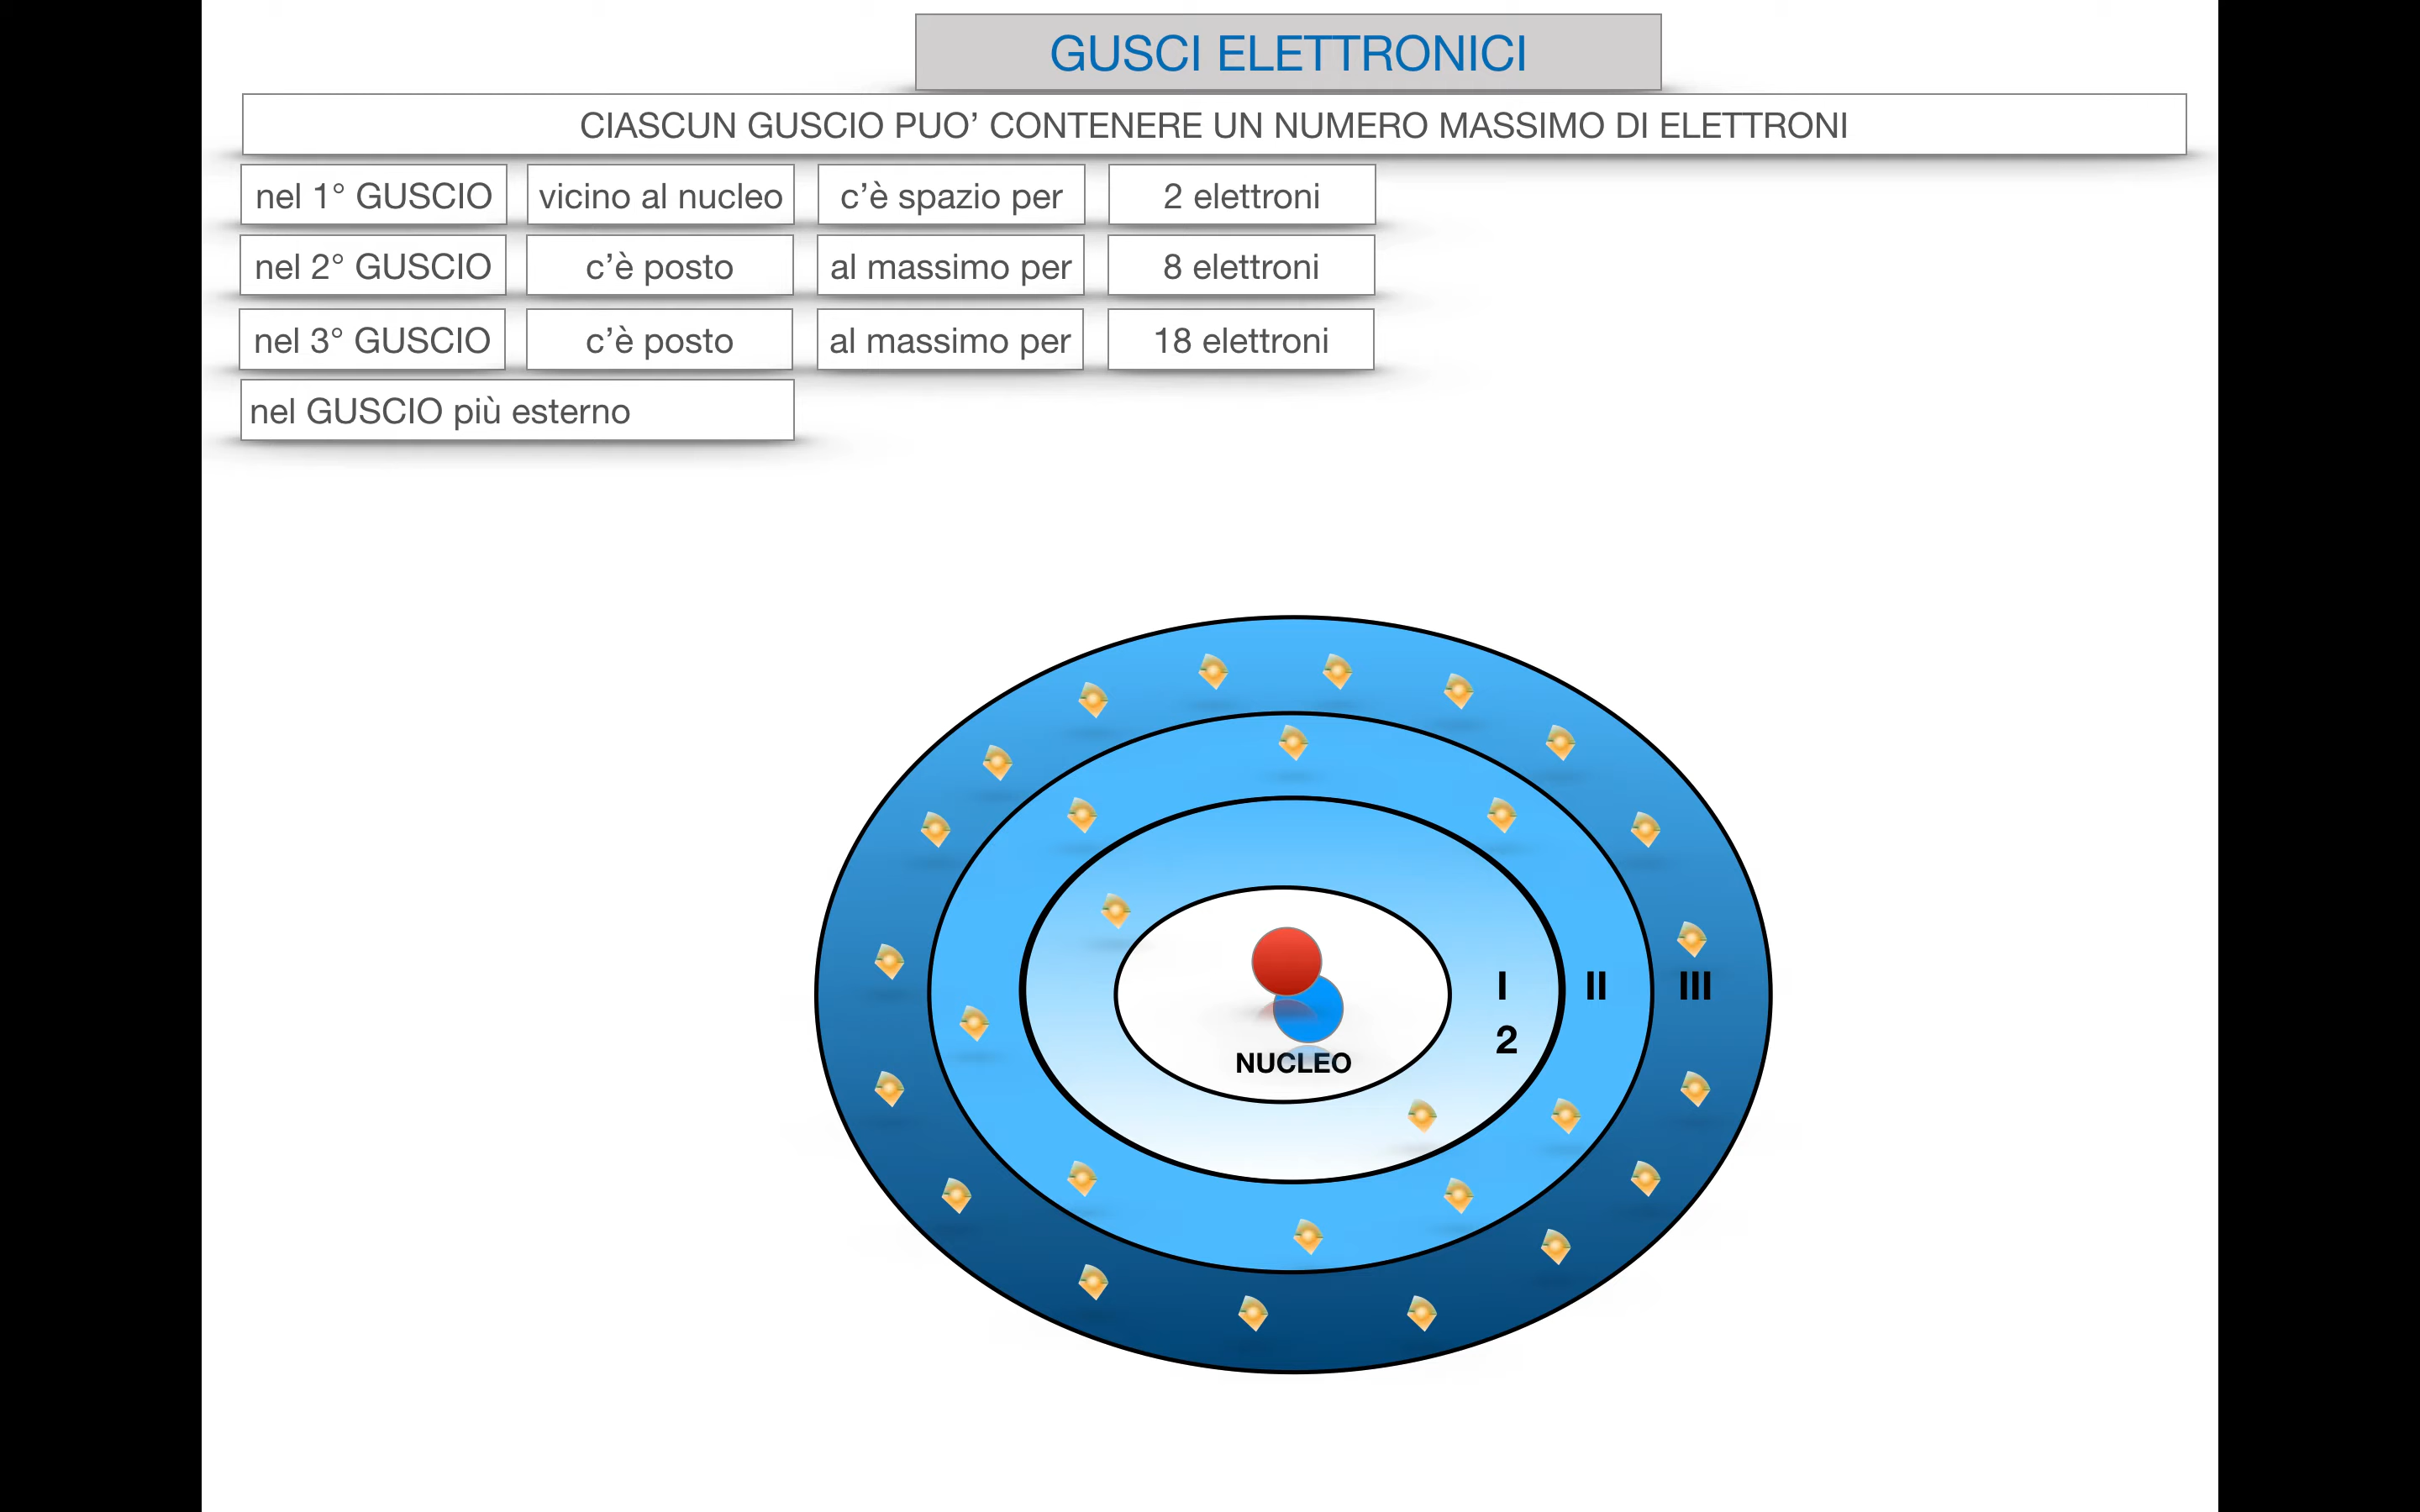 GUSCI ELETTRONICI
CIASCUN GUSCIO PUO’ CONTENERE UN NUMERO MASSIMO DI ELETTRONI
nel 1° GUSCIO vicino al nucleo c’è spazio per 2 elettroni
nel 2° GUSCIO c’è posto al massimo per 8 elettroni
nel 3° GUSCIO c’è posto al massimo per 18 elettroni
nel GUSCIO più esterno
I II III
2
NUCLEO